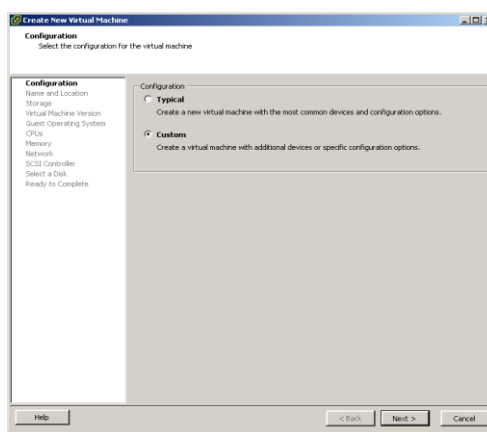 Create New Virtual Machine
Configuration
Select the configuration for the virtual machine
Configuration
Name and Location
Storage
Virtual Machine Version
Guest Operating System
CPUs
Memory
Network
SCSI Controller
Select a Disk
Ready to Complete
Configuration
Typical
Create a new virtual machine with the most common devices and configuration options.
Custom
Create a virtual machine with additional devices or specific configuration options.
Help
< Back
Next >
Cancel